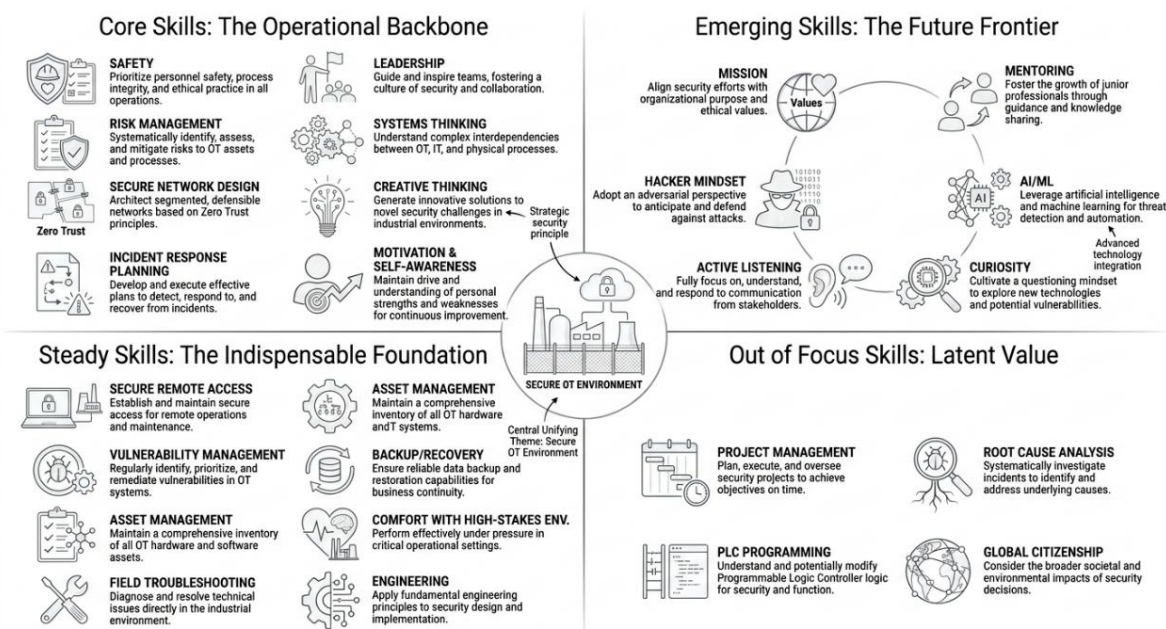 Core Skills: The Operational Backbone
SAFETY
Prioritize personnel safety, process
integrity, and ethical practice in all
operations.
RISK MANAGEMENT
Systematically identify, assess,
and mitigate risks to OT assets
and processes.
Zero Trust
SECURE NETWORK DESIGN
Architect segmented, defensible
networks based on Zero Trust
principles.
INCIDENT RESPONSE
PLANNING
Develop and execute effective
plans to detect, respond to, and
recover from incidents.
LEADERSHIP
Guide and inspire teams, fostering a
culture of security and collaboration.
SYSTEMS THINKING
Understand complex interdependencies
between OT, IT, and physical processes.
CREATIVE THINKING
Generate innovative solutions to
novel security challenges in
industrial environments.
MOTIVATION &
SELF-AWARENESS
Maintain drive and
understanding of personal
strengths and weaknesses
for continuous improvement.
Strategic
security
principle
Emerging Skills: The Future Frontier
MISSION
Align security efforts with
organizational purpose and
ethical values.
Values
MENTORING
Foster the growth of junior
professionals through
guidance and knowledge
sharing.
HACKER MINDSET
Adopt an adversarial perspective
to anticipate and defend
against attacks.
101010
101011
10111
AI
AI/ML
Leverage artificial intelligence
and machine learning for threat
detection and automation.
Advanced
technology
integration
ACTIVE LISTENING
Fully focus on, understand,
and respond to communication
from stakeholders.
CURIOSITY
Cultivate a questioning mindset
to explore new technologies
and potential vulnerabilities.
SECURE OT ENVIRONMENT
Central Unifying
Theme: Secure
OT Environment
Steady Skills: The Indispensable Foundation
SECURE REMOTE ACCESS
Establish and maintain secure
access for remote operations
and maintenance.
VULNERABILITY MANAGEMENT
Regularly identify, prioritize, and
remediate vulnerabilities in OT
systems.
ASSET MANAGEMENT
Maintain a comprehensive inventory
of all OT hardware and software
assets.
FIELD TROUBLESHOOTING
Diagnose and resolve technical
issues directly in the industrial
environment.
ASSET MANAGEMENT
Maintain a comprehensive
inventory of all OT hardware
andT systems.
BACKUP/RECOVERY
Ensure reliable data backup and
restoration capabilities for
business continuity.
COMFORT WITH HIGH-STAKES ENV.
Perform effectively under pressure in
critical operational settings.
ENGINEERING
Apply fundamental engineering
principles to security design and
implementation.
Out of Focus Skills: Latent Value
PROJECT MANAGEMENT
Plan, execute, and oversee
security projects to achieve
objectives on time.
ROOT CAUSE ANALYSIS
Systematically investigate
incidents to identify and
address underlying causes.
PLC PROGRAMMING
Understand and potentially modify
Programmable Logic Controller logic
for security and function.
GLOBAL CITIZENSHIP
Consider the broader societal and
environmental impacts of security
decisions.